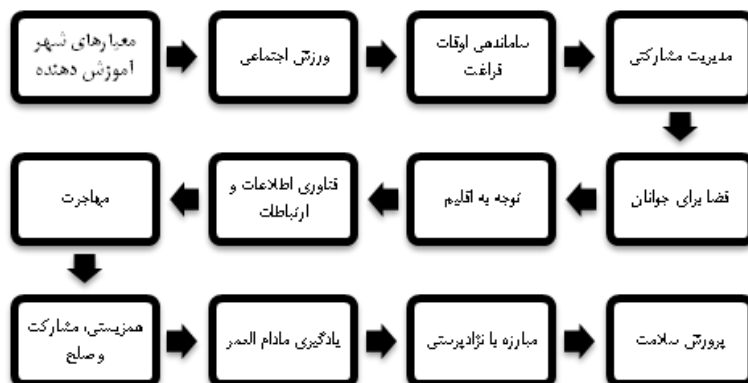 معیارهای شهر
آموزش دهنده
ورزش اجتماعی
ساماندهی اوقات
فراغت
مدیریت مشارکتی
فضا برای جوانان
توجه به اقلیم
فناوری اطلاعات و
ارتباطات
مهاجرت
همزیستی، مشارکت
و صلح
یادگیری مادام العمر
مبارزه با نژادپرستی
پرورش سلامت